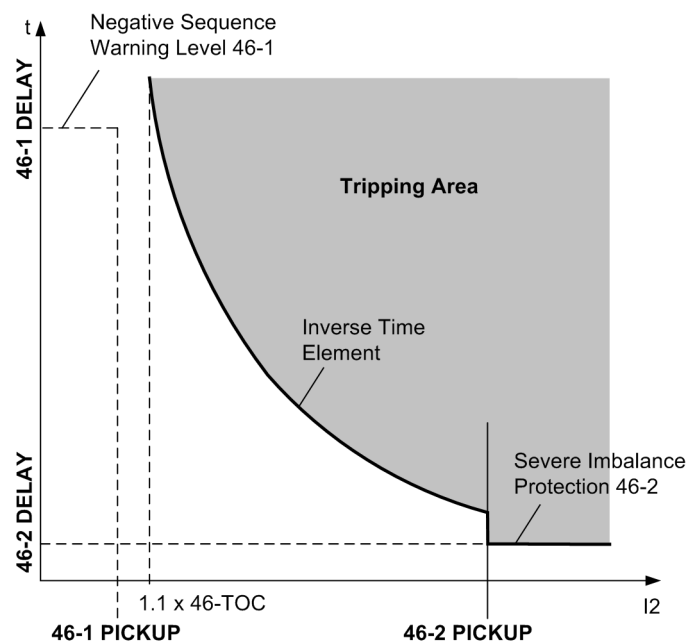 t
Negative Sequence
Warning Level 46-1
46-1 DELAY
Tripping Area
Inverse Time
Element
Severe Imbalance
Protection 46-2
46-2 DELAY
1.1 x 46-TOC
I2
46-1 PICKUP
46-2 PICKUP